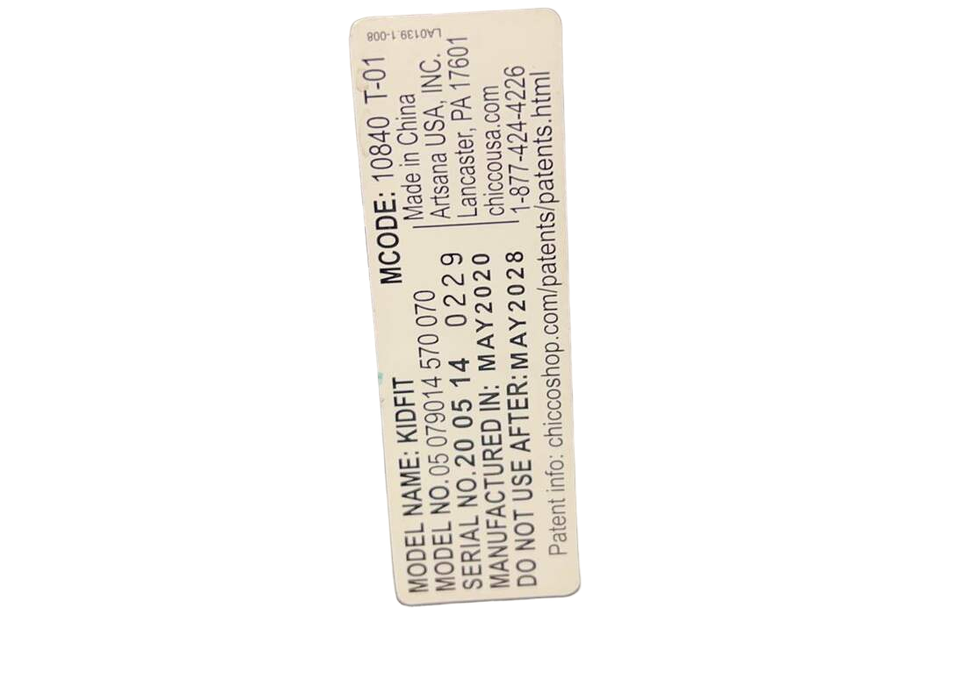 LA0139.1-008
MODEL NAME: KIDFIT MCODE: 10840 T-01
MODEL NO.05 079014 570 070
SERIAL NO.20 05 14 0229
MANUFACTURED IN: MAY2020
DO NOT USE AFTER:MAY2028
Made in China
Artsana USA, INC.
Lancaster, PA 17601
chiccousa.com
1-877-424-4226
Patent info: chiccoshop.com/patents/patents.html